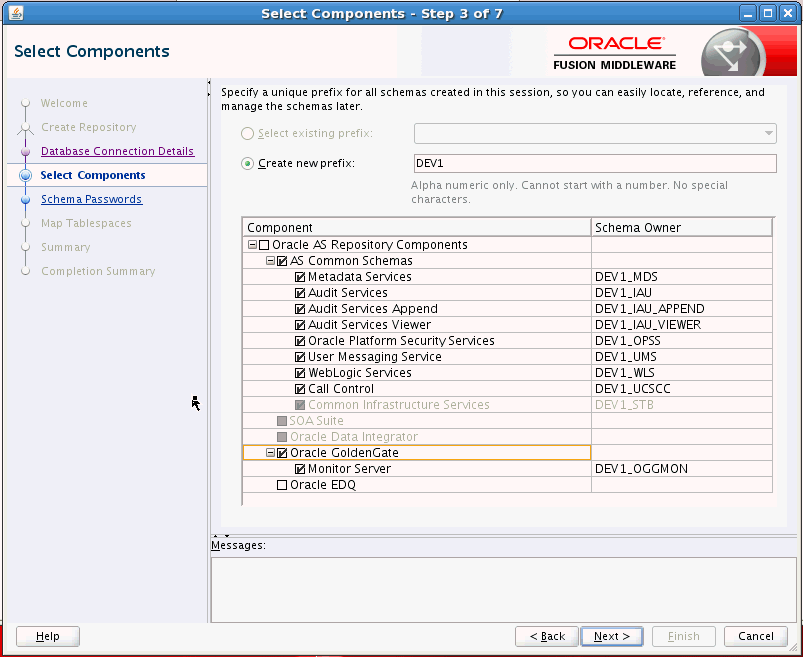 Select Components - Step 3 of 7
Select Components
ORACLE
FUSION MIDDLEWARE
Welcome
Create Repository
Database Connection Details
Select Components
Schema Passwords
Map Tablespaces
Summary
Completion Summary
Specify a unique prefix for all schemas created in this session, so you can easily locate, reference, and
manage the schemas later.
Select existing prefix:
Create new prefix: DEV1
Alpha numeric only. Cannot start with a number. No special
characters.
Component Schema Owner
Oracle AS Repository Components
AS Common Schemas
Metadata Services DEV1_MDS
Audit Services DEV1_IAU
Audit Services Append DEV1_IAU_APPEND
Audit Services Viewer DEV1_IAU_VIEWER
Oracle Platform Security Services DEV1_OPSS
User Messaging Service DEV1_UMS
WebLogic Services DEV1_WLS
Call Control DEV1_UCSCC
Common Infrastructure Services DEV1_STB
SOA Suite
Oracle Data Integrator
Oracle GoldenGate
Monitor Server DEV1_OGGMON
Oracle EDQ
Messages:
Help < Back Next > Finish Cancel